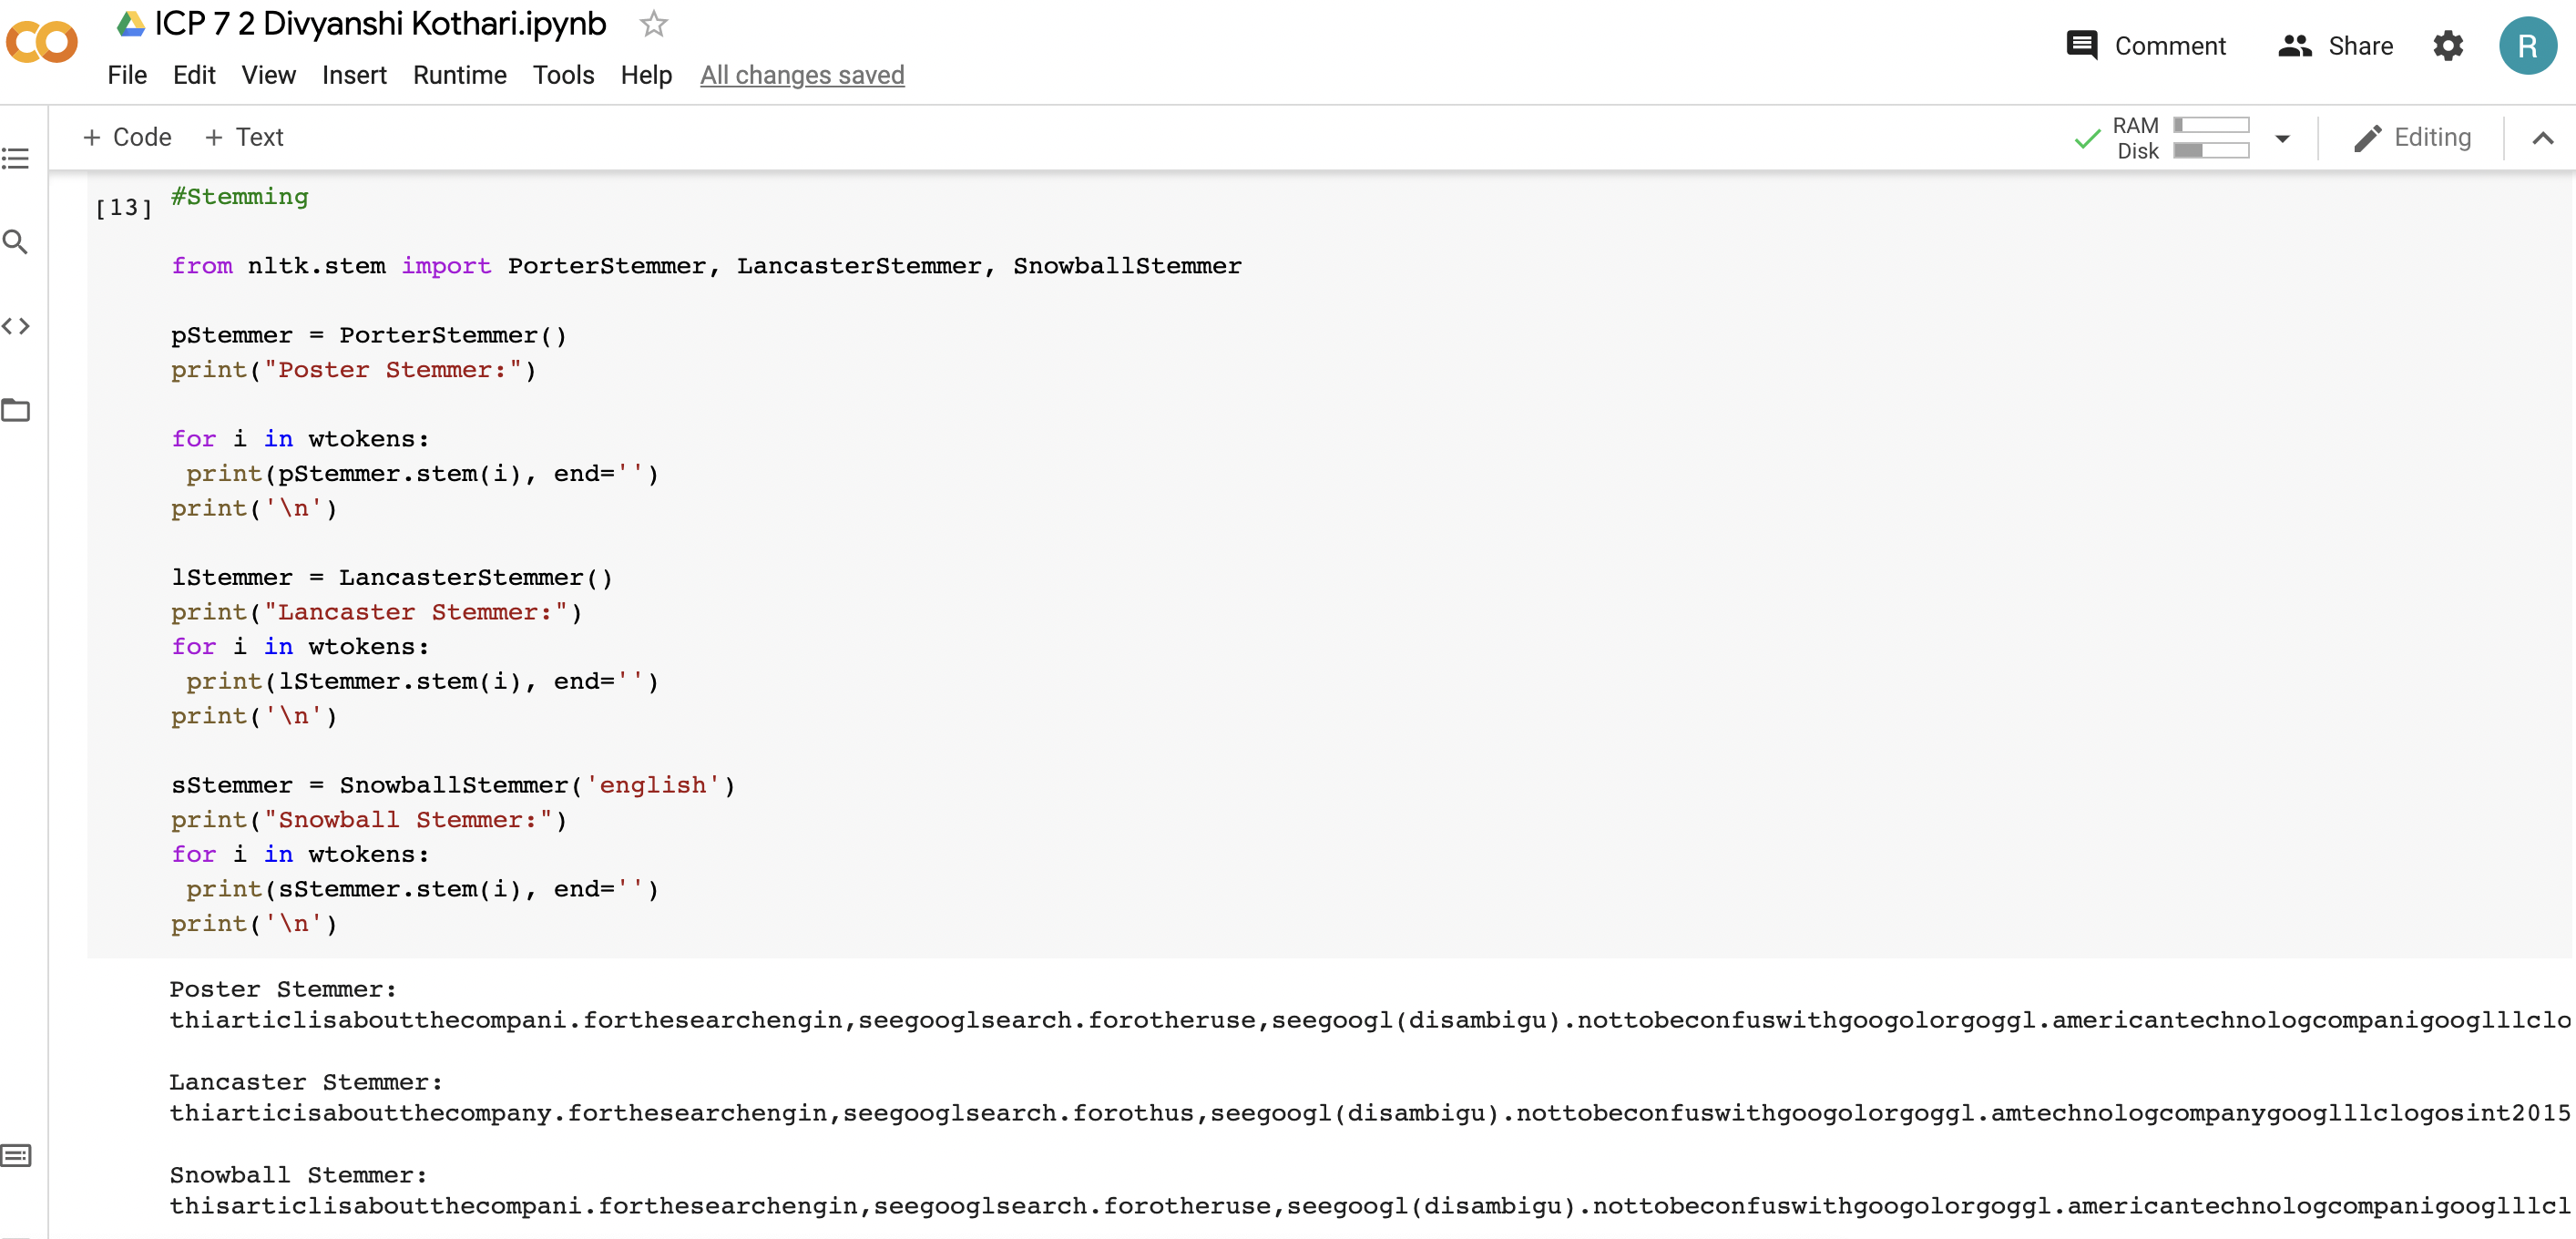 ICP 7 2 Divyanshi Kothari.ipynb
Comment Share R
File Edit View Insert Runtime Tools Help All changes saved
+ Code + Text
RAM
Disk
Editing
[13] #Stemming
from nltk.stem import PorterStemmer, LancasterStemmer, SnowballStemmer
pStemmer = PorterStemmer()
print("Poster Stemmer:")
for i in wtokens:
 print(pStemmer.stem(i), end='')
print('\n')
lStemmer = LancasterStemmer()
print("Lancaster Stemmer:")
for i in wtokens:
 print(lStemmer.stem(i), end='')
print('\n')
sStemmer = SnowballStemmer('english')
print("Snowball Stemmer:")
for i in wtokens:
 print(sStemmer.stem(i), end='')
print('\n')
Poster Stemmer:
thiarticlisaboutthecompani.forthesearchengin,seegooglsearch.forotheruse,seegoogl(disambigu).nottobeconfuswithgoogolorgoggl.americantechnologcompanigooglllclo
Lancaster Stemmer:
thiarticisaboutthecompany.forthesearchengin,seegooglsearch.forothus,seegoogl(disambigu).nottobeconfuswithgoogolorgoggl.amtechnologcompanygooglllclogosint2015
Snowball Stemmer:
thisarticlisaboutthecompani.forthesearchengin,seegooglsearch.forotheruse,seegoogl(disambigu).nottobeconfuswithgoogolorgoggl.americantechnologcompanigooglllcl